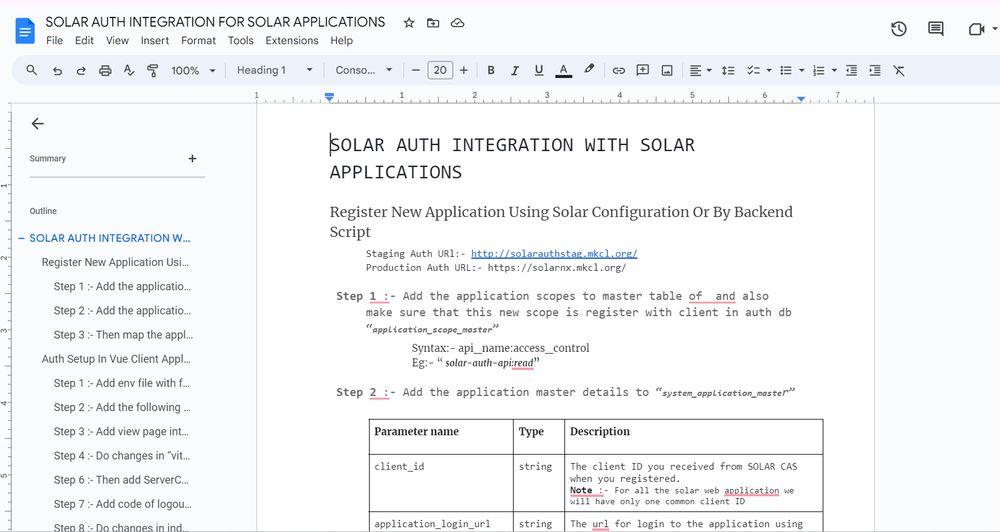 SOLAR AUTH INTEGRATION FOR SOLAR APPLICATIONS
File Edit View Insert Format Tools Extensions Help
100% Heading 1 Conso... 20 B I U A
1 1 2 3 4 5 6 7
Summary
Outline
SOLAR AUTH INTEGRATION W...
Register New Application Usi...
Step 1 :- Add the applicatio...
Step 2 :- Add the applicatio...
Step 3 :- Then map the appl...
Auth Setup In Vue Client Appl...
Step 1 :- Add env file with f...
Step 2 :- Add the following ...
Step 3 :- Add view page int...
Step 4 :- Do changes in “vit...
Step 6 :- Then add ServerC...
Step 7 :- Add code of logou...
Step 8 :- Do changes in ind...
1
2
3
4
5
SOLAR AUTH INTEGRATION WITH SOLAR
APPLICATIONS
Register New Application Using Solar Configuration Or By Backend
Script
Staging Auth URl:- http://solarauthstag.mkcl.org/
Production Auth URL:- https://solarnx.mkcl.org/
Step 1 :- Add the application scopes to master table of  and also
make sure that this new scope is register with client in auth db
“application_scope_master”
Syntax:- api_name:access_control
Eg:- “ solar-auth-api:read”
Step 2 :- Add the application master details to “system_application_master”
Parameter name Type Description
client_id string The client ID you received from SOLAR CAS
when you registered.
Note :- For all the solar web application we
will have only one common client ID
application_login_url string The url for login to the application using